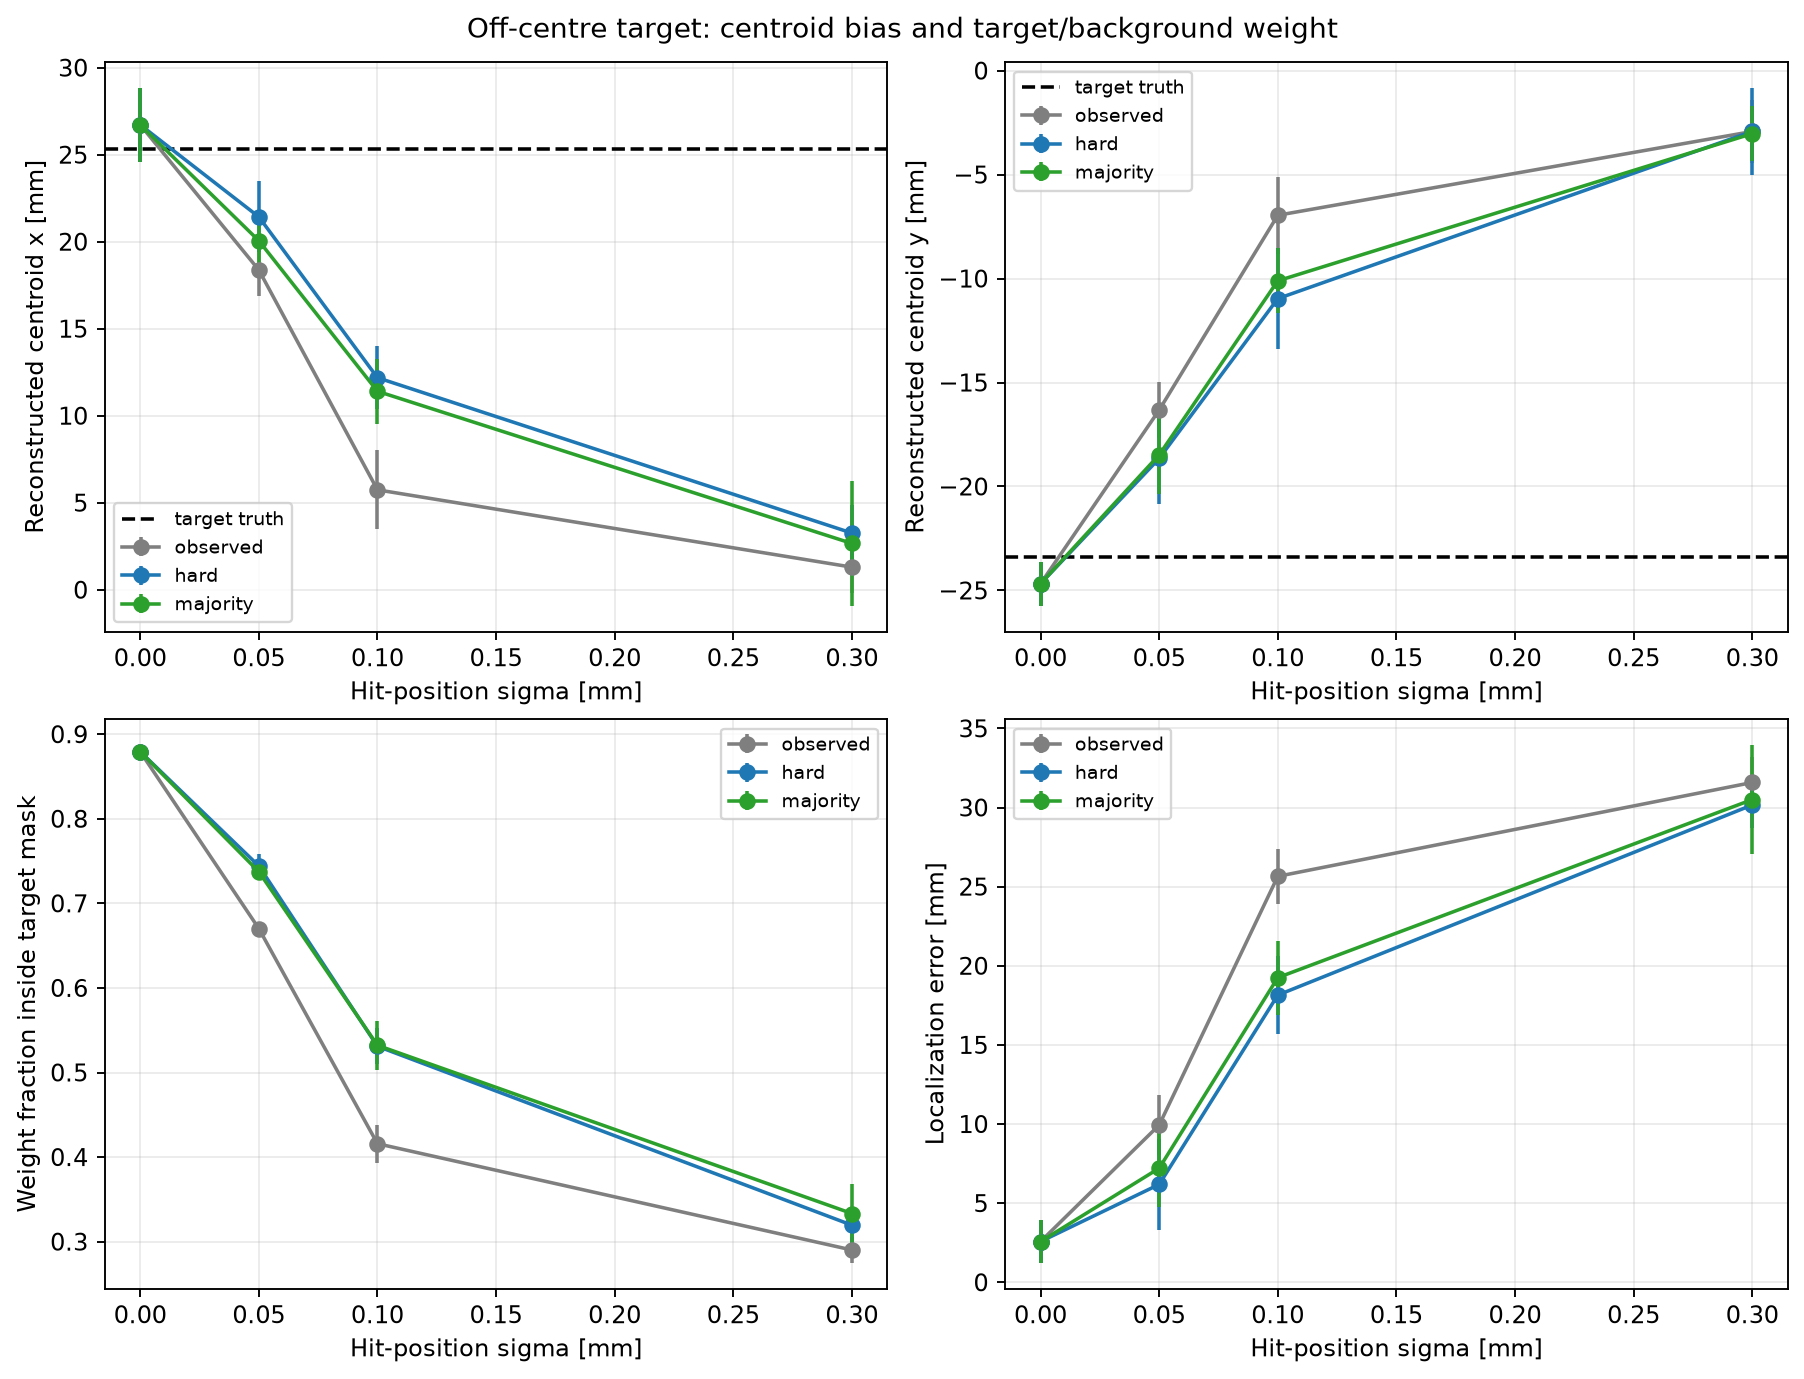 Off-centre target: centroid bias and target/background weight
Reconstructed centroid x [mm]
30
25
20
15
10
5
0
target truth
observed
hard
majority
0.00 0.05 0.10 0.15 0.20 0.25 0.30
Hit-position sigma [mm]
Reconstructed centroid y [mm]
0
−5
−10
−15
−20
−25
target truth
observed
hard
majority
0.00 0.05 0.10 0.15 0.20 0.25 0.30
Hit-position sigma [mm]
Weight fraction inside target mask
0.9
0.8
0.7
0.6
0.5
0.4
0.3
observed
hard
majority
0.00 0.05 0.10 0.15 0.20 0.25 0.30
Hit-position sigma [mm]
Localization error [mm]
35
30
25
20
15
10
5
0
observed
hard
majority
0.00 0.05 0.10 0.15 0.20 0.25 0.30
Hit-position sigma [mm]